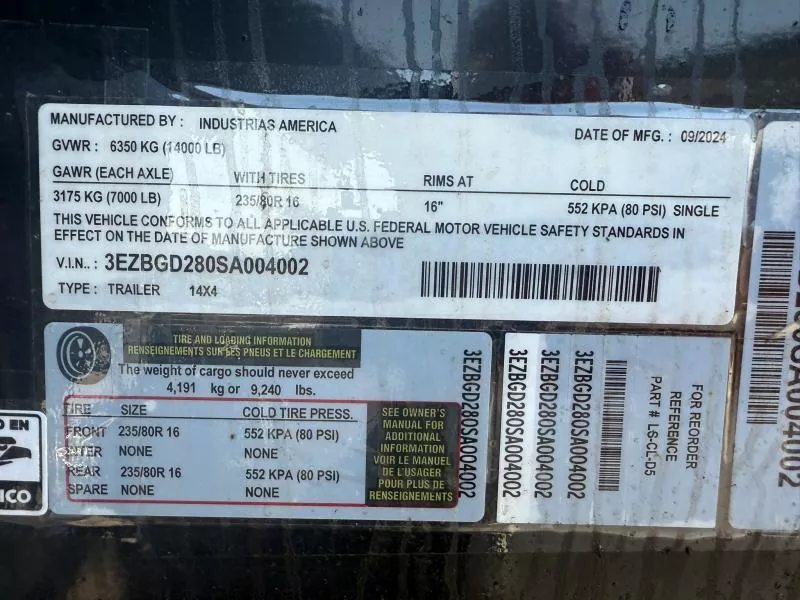 MANUFACTURED BY : INDUSTRIAS AMERICA DATE OF MFG. : 09/2024
GVWR : 6350 KG (14000 LB)
GAWR (EACH AXLE) WITH TIRES RIMS AT COLD
3175 KG (7000 LB) 235/80R 16 16" 552 KPA (80 PSI) SINGLE
THIS VEHICLE CONFORMS TO ALL APPLICABLE U.S. FEDERAL MOTOR VEHICLE SAFETY STANDARDS IN
EFFECT ON THE DATE OF MANUFACTURE SHOWN ABOVE
V.I.N.. : 3EZBGD280SA004002
TYPE : TRAILER 14X4
TIRE AND LOADING INFORMATION
RENSEIGNEMENTS SUR LES PNEUS ET LE CHARGEMENT
The weight of cargo should never exceed
4,191 kg or 9,240 lbs.
TIRE SIZE COLD TIRE PRESS.
FRONT 235/80R 16 552 KPA (80 PSI)
INTER NONE NONE
REAR 235/80R 16 552 KPA (80 PSI)
SPARE NONE NONE
SEE OWNER'S
MANUAL FOR
ADDITIONAL
INFORMATION
VOIR LE MANUEL
DE L'USAGER
POUR PLUS DE
RENSEIGNEMENTS
3EZBGD280SA004002
3EZBGD280SA004002
3EZBGD280SA004002
3EZBGD280SA004002
FOR REORDER
REFERENCE
PART # LS-CL-D5
SA004002
O EN
ICO